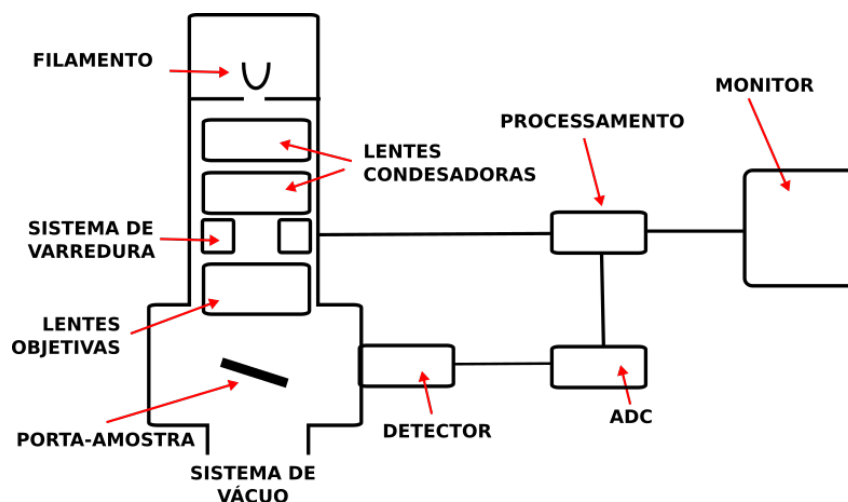 FILAMENTO
MONITOR
PROCESSAMENTO
LENTES
CONDESADORAS
SISTEMA DE
VARREDURA
LENTES
OBJETIVAS
ADC
DETECTOR
PORTA-AMOSTRA
SISTEMA DE
VÁCUO